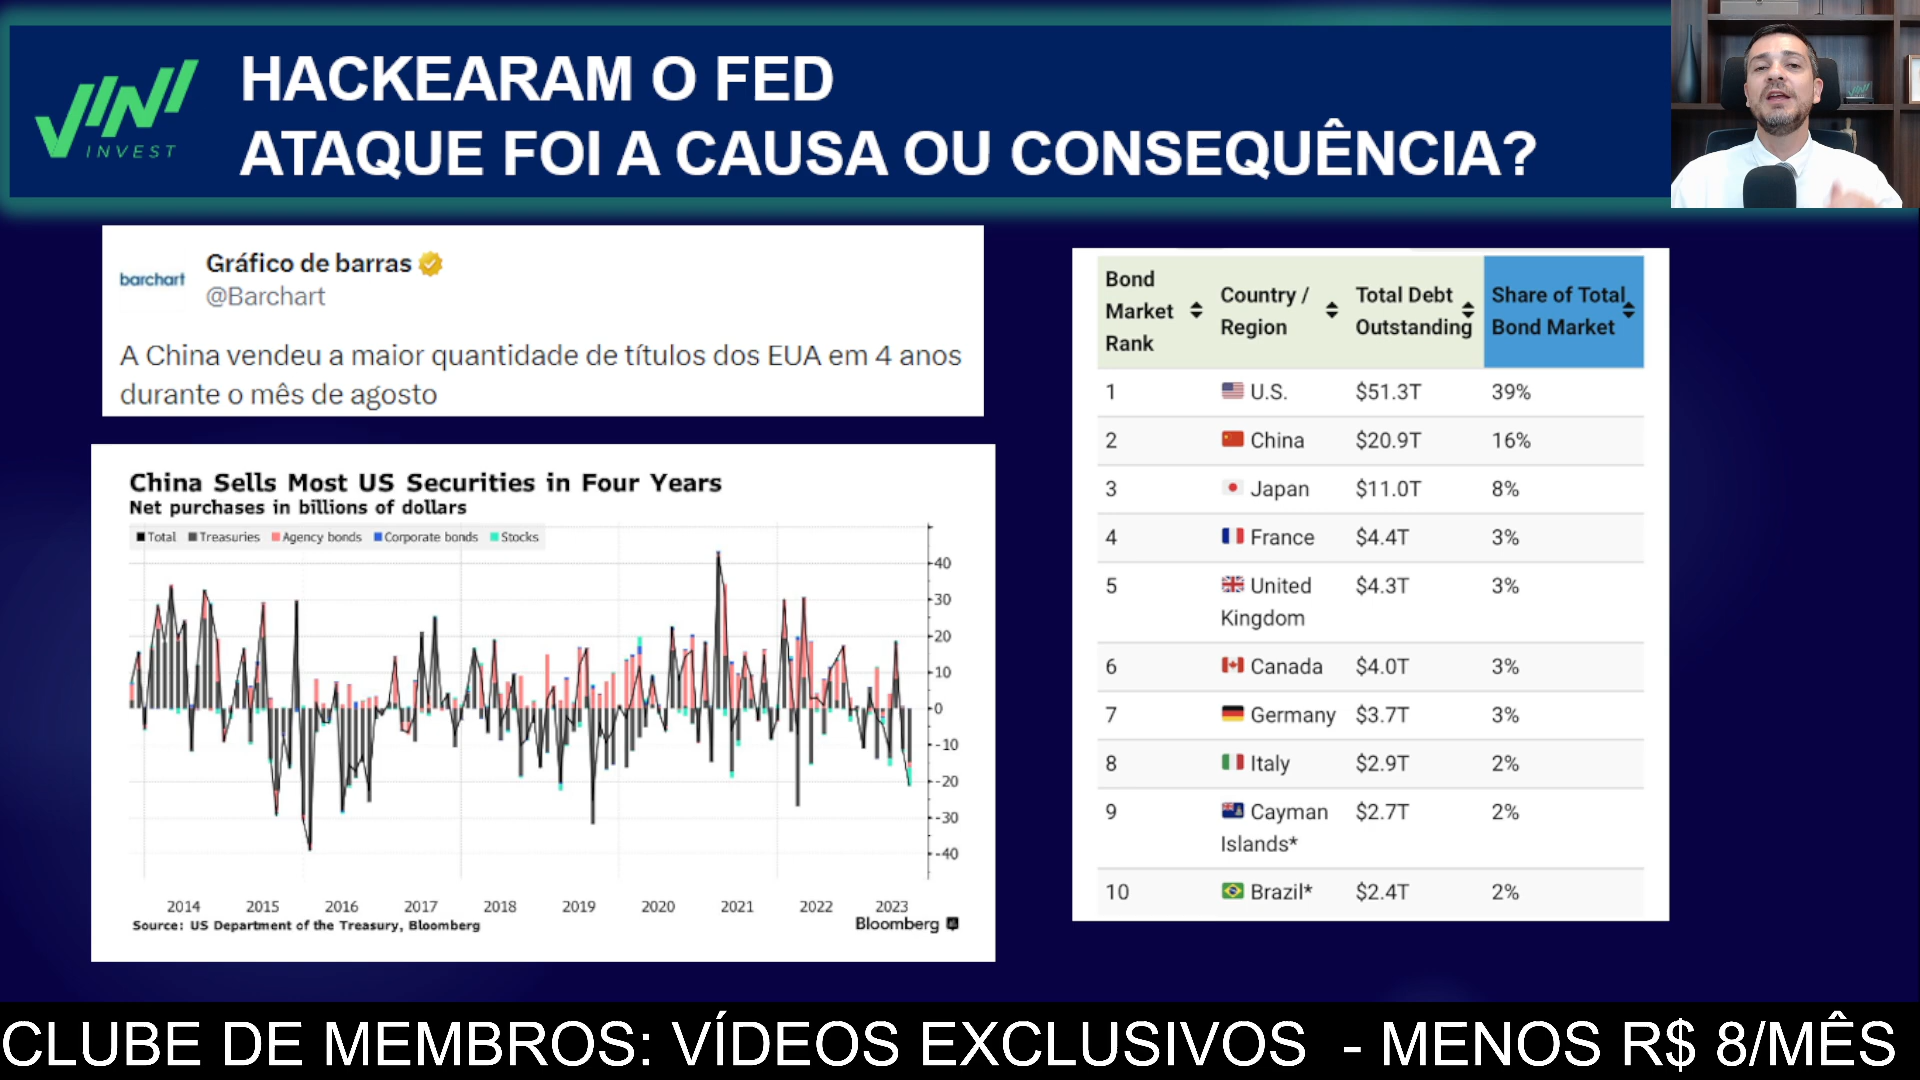 VINI
INVEST
HACKEARAM O FED
ATAQUE FOI A CAUSA OU CONSEQUÊNCIA?
barchart
Gráfico de barras
@Barchart
A China vendeu a maior quantidade de títulos dos EUA em 4 anos
durante o mês de agosto
China Sells Most US Securities in Four Years
Net purchases in billions of dollars
Total Treasuries Agency bonds Corporate bonds Stocks
40
30
20
10
0
-10
-20
-30
-40
2014 2015 2016 2017 2018 2019 2020 2021 2022 2023
Source: US Department of the Treasury, Bloomberg
Bloomberg
Bond Market Rank Country / Region Total Debt Outstanding Share of Total Bond Market
1 U.S. $51.3T 39%
2 China $20.9T 16%
3 Japan $11.0T 8%
4 France $4.4T 3%
5 United Kingdom $4.3T 3%
6 Canada $4.0T 3%
7 Germany $3.7T 3%
8 Italy $2.9T 2%
9 Cayman Islands* $2.7T 2%
10 Brazil* $2.4T 2%
CLUBE DE MEMBROS: VÍDEOS EXCLUSIVOS - MENOS R$ 8/MÊS